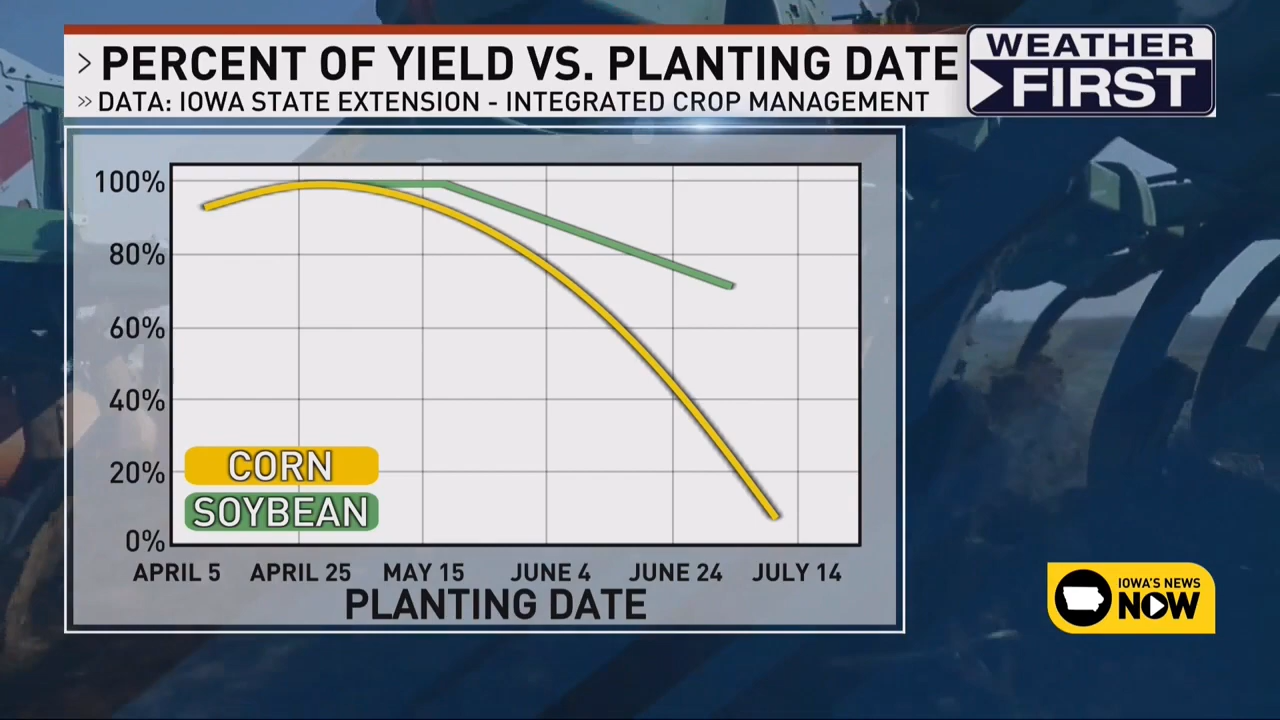 > PERCENT OF YIELD VS. PLANTING DATE
» DATA: IOWA STATE EXTENSION - INTEGRATED CROP MANAGEMENT
WEATHER
FIRST
100%
80%
60%
40%
20%
0%
CORN
SOYBEAN
APRIL 5 APRIL 25 MAY 15 JUNE 4 JUNE 24 JULY 14
PLANTING DATE
IOWA'S NEWS
NOW